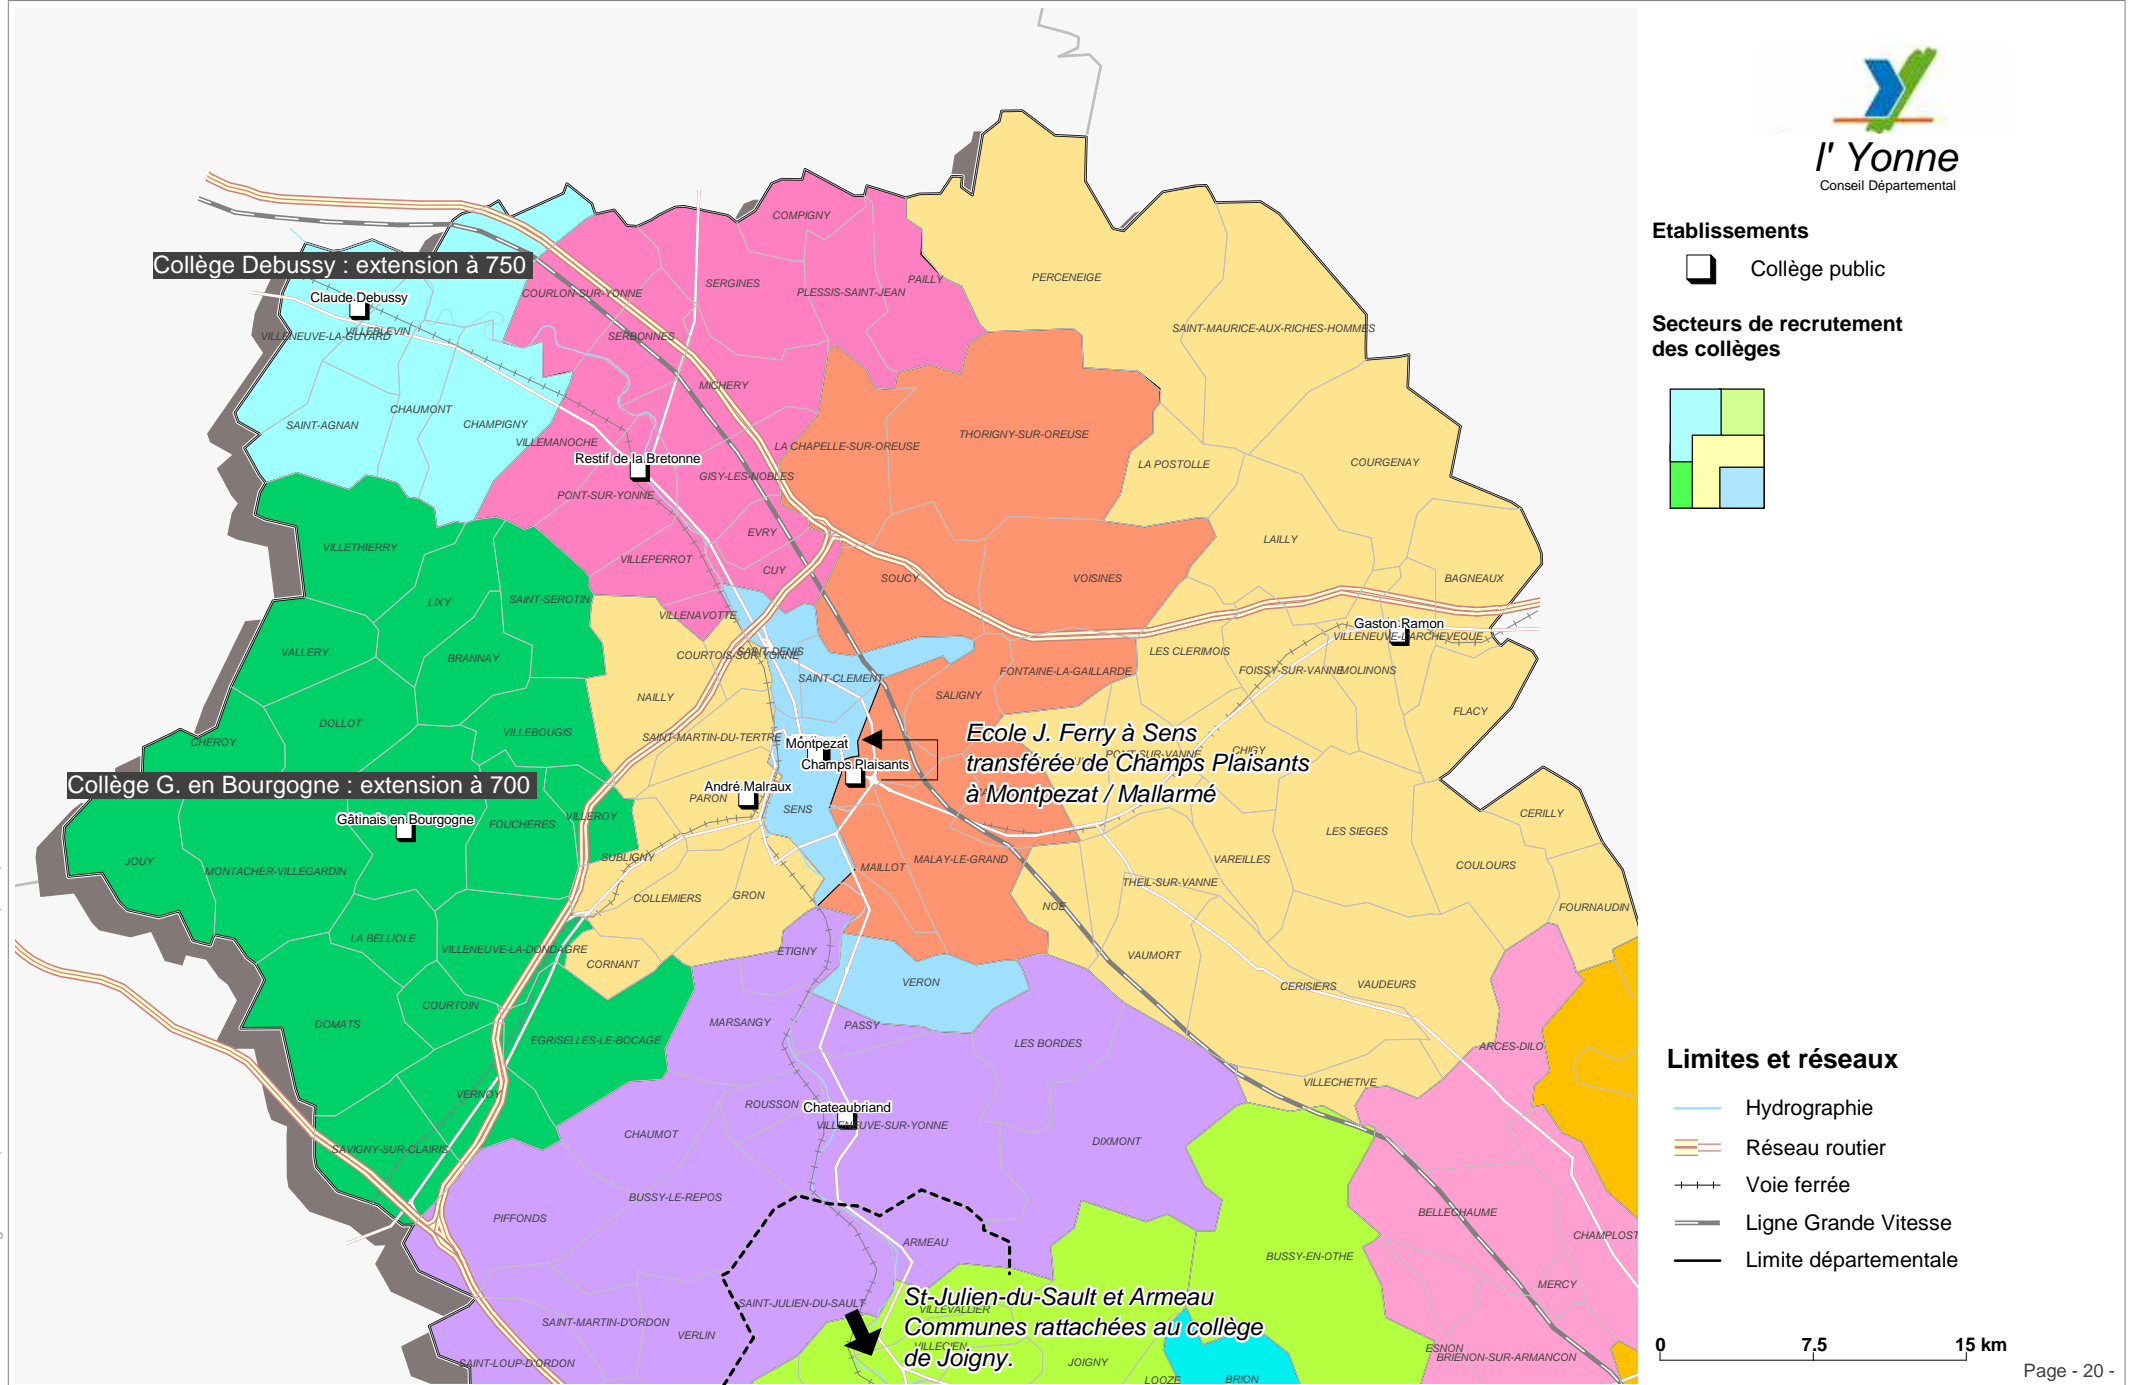 COMPIGNY
PERCENEIGE
SERGINES
PAILLY
PLESSIS-SAINT-JEAN
COURLON-SUR-YONNE
Collège Debussy : extension à 750
Claude Debussy
VILLEBLEVIN
VILLENEUVE-LA-GUYARD
SERBONNES
SAINT-MAURICE-AUX-RICHES-HOMMES
MICHERY
CHAUMONT
SAINT-AGNAN
CHAMPIGNY
VILLEMANOCHE
LA CHAPELLE-SUR-OREUSE
THORIGNY-SUR-OREUSE
Restif de la Bretonne
LA POSTOLLE
COURGENAY
GISY-LES-NOBLES
PONT-SUR-YONNE
EVRY
LAILLY
VILLETHIERRY
VILLEPERROT
CUY
SOUCY
VOISINES
BAGNEAUX
LIXY
SAINT-SEROTIN
VILLENAVOTTE
Gaston Ramon
VILLENEUVE-L'ARCHEVEQUE
VALLERY
BRANNAY
COURTOIS-SUR-YONNE
SAINT-DENIS
LES CLERIMOIS
FONTAINE-LA-GAILLARDE
FOISSY-SUR-VANNE
MOLINONS
SAINT-CLEMENT
NAILLY
SALIGNY
FLACY
DOLLOT
VILLEBOUGIS
CHEROY
SAINT-MARTIN-DU-TERTRE
Montpezat
Ecole J. Ferry à Sens
transférée de Champs Plaisants
à Montpezat / Mallarmé
PONT-SUR-VANNE
CHIGY
Champs Plaisants
Collège G. en Bourgogne : extension à 700
André Malraux
PARON
SENS
Gâtinais en Bourgogne
FOUCHERES
VILLEROY
LES SIEGES
CERILLY
JOUY
MONTACHER-VILLEGARDIN
SUBLIGNY
MAILLOT
MALAY-LE-GRAND
VAREILLES
COULOURS
THEIL-SUR-VANNE
COLLEMIERS
GRON
NOE
FOURNAUDIN
LA BELLIOLE
VILLENEUVE-LA-DONDAGRE
CORNANT
ETIGNY
VAUMORT
VERON
CERISIERS
VAUDEURS
COURTOIN
DOMATS
MARSANGY
PASSY
EGRISELLES-LE-BOCAGE
LES BORDES
ARCES-DILO
VILLECHETIVE
VERNOY
ROUSSON
Chateaubriand
VILLENEUVE-SUR-YONNE
CHAUMOT
DIXMONT
SAVIGNY-SUR-CLAIRIS
BUSSY-LE-REPOS
PIFFONDS
BELLECHAUME
CHAMPLOST
ARMEAU
BUSSY-EN-OTHE
MERCY
SAINT-JULIEN-DU-SAULT
St-Julien-du-Sault et Armeau
Communes rattachées au collège
de Joigny.
VILLEVALLIER
VILLECIEN
SAINT-MARTIN-D'ORDON
VERLIN
SAINT-LOUP-D'ORDON
JOIGNY
LOOZE
BRION
ESNON
BRIENON-SUR-ARMANCON
l' Yonne
Conseil Départemental
Etablissements
Collège public
Secteurs de recrutement
des collèges
Limites et réseaux
Hydrographie
Réseau routier
Voie ferrée
Ligne Grande Vitesse
Limite départementale
0 7.5 15 km
Page - 20 -